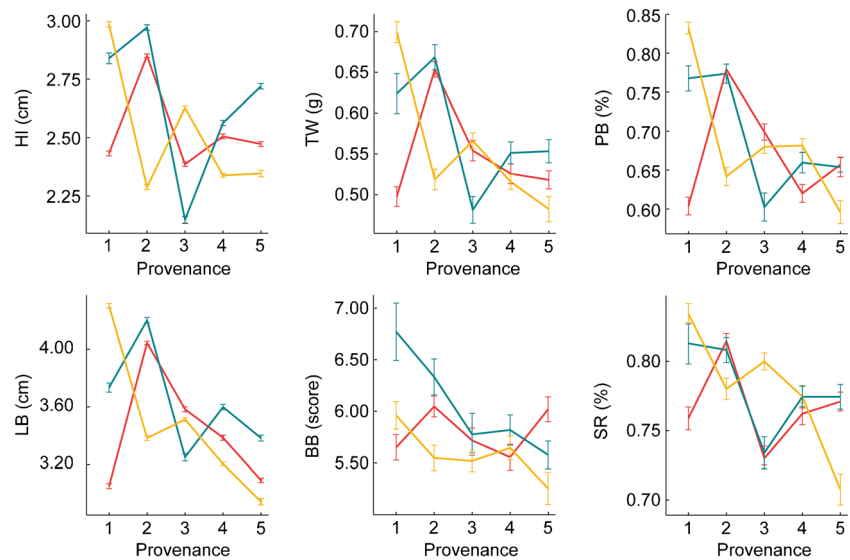 HI (cm)
3.00
2.75
2.50
2.25
1 2 3 4 5
Provenance
TW (g)
0.70
0.65
0.60
0.55
0.50
1 2 3 4 5
Provenance
PB (%)
0.85
0.80
0.75
0.70
0.65
0.60
1 2 3 4 5
Provenance
LB (cm)
4.00
3.60
3.20
1 2 3 4 5
Provenance
BB (score)
7.00
6.50
6.00
5.50
1 2 3 4 5
Provenance
SR (%)
0.80
0.75
0.70
1 2 3 4 5
Provenance